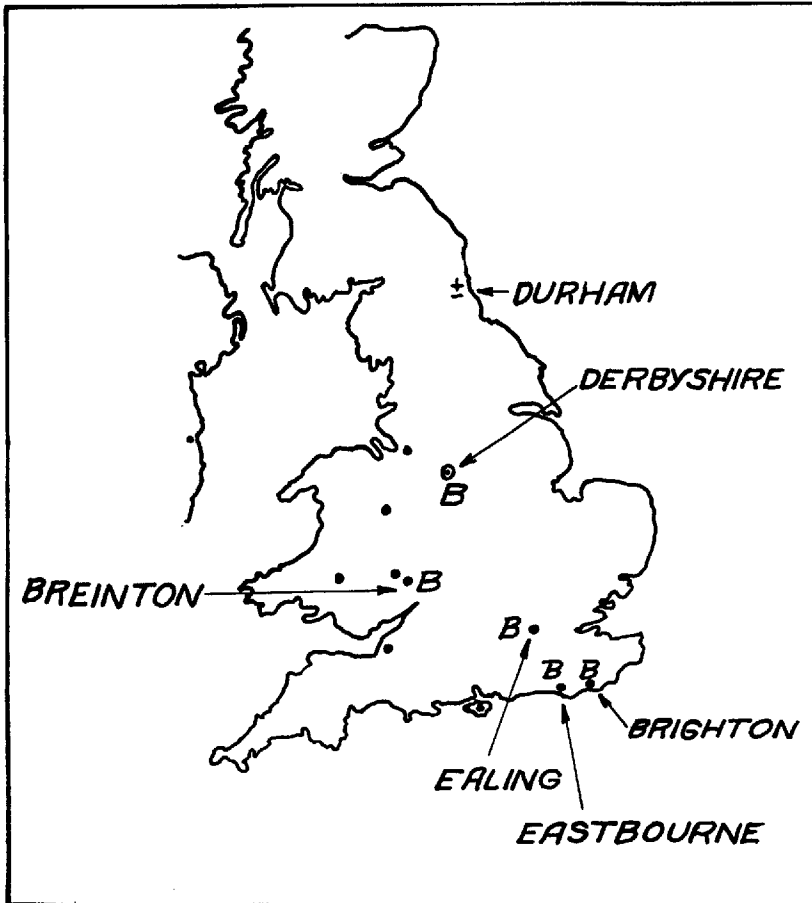 ± DURHAM
DERBYSHIRE
B
BREINTON
B
B
B B
BRIGHTON
EALING
EASTBOURNE